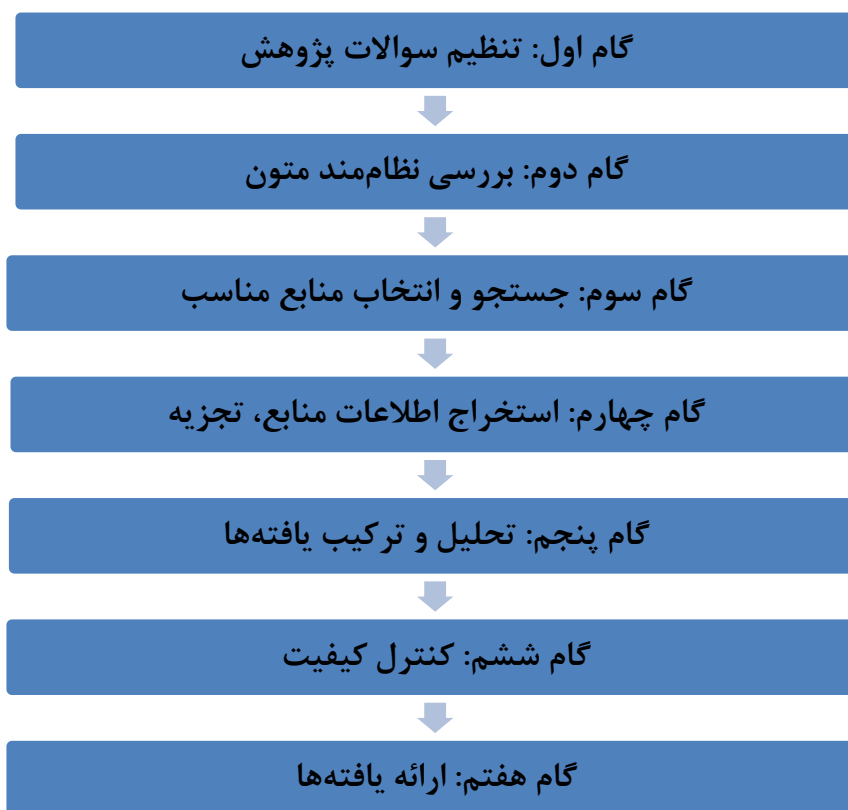 گام اول: تنظیم سوالات پژوهش
گام دوم: بررسی نظام‌مند متون
گام سوم: جستجو و انتخاب منابع مناسب
گام چهارم: استخراج اطلاعات منابع، تجزیه
گام پنجم: تحلیل و ترکیب یافته‌ها
گام ششم: کنترل کیفیت
گام هفتم: ارائه یافته‌ها